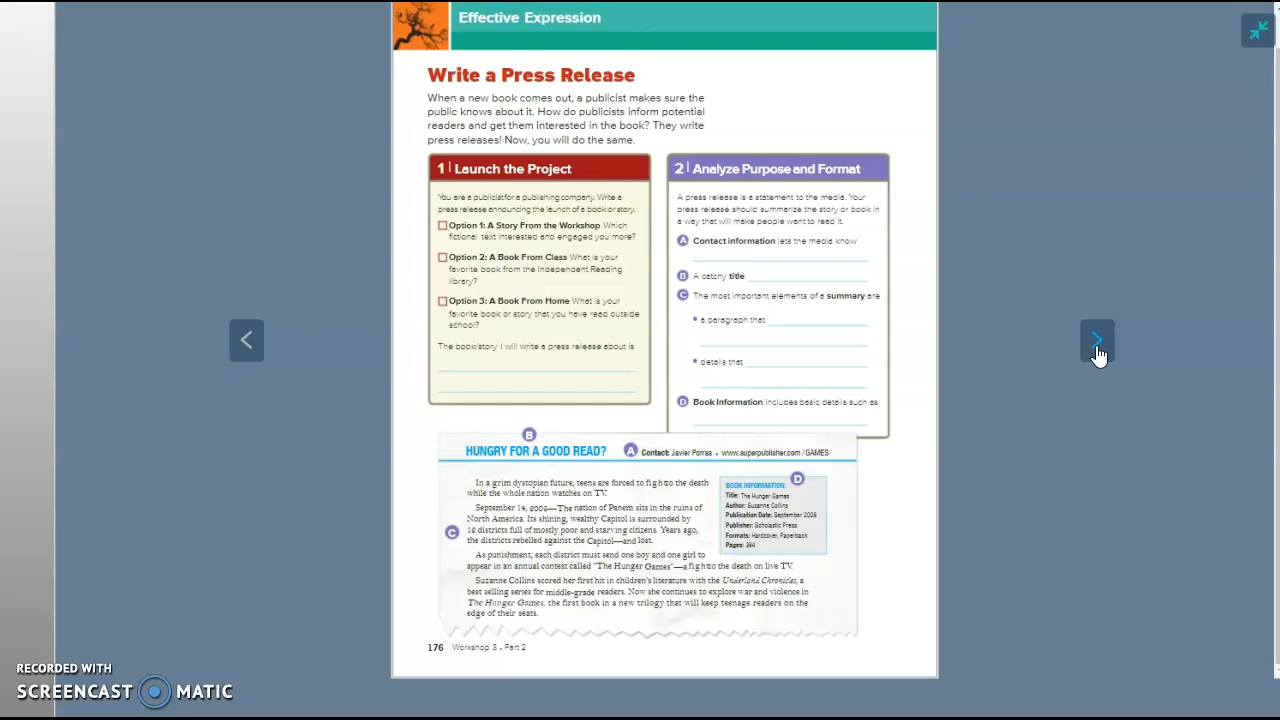 Effective Expression
Write a Press Release
When a new book comes out, a publicist makes sure the
public knows about it. How do publicists inform potential
readers and get them interested in the book? They write
press releases! Now, you will do the same.
1 | Launch the Project
You are a publicist for a publishing company. Write a
press release announcing the launch of a book or story.
Option 1: A Story From the Workshop Which
fictional text interested and engaged you more?
Option 2: A Book From Class What is your
favorite book from the Independent Reading
library?
Option 3: A Book From Home What is your
favorite book or story that you have read outside
school?
The book/story I will write a press release about is
2 | Analyze Purpose and Format
A press release is a statement to the media. Your
press release should summarize the story or book in
a way that will make people want to read it.
A Contact information lets the media know
B A catchy title
C The most important elements of a summary are
• a paragraph that
• details that
D Book Information includes basic details such as
B
HUNGRY FOR A GOOD READ?
A Contact: Javier Porras • www.superpublisher.com/GAMES
In a grim dystopian future, teens are forced to fight to the death
while the whole nation watches on TV.
C
September 14, 2008—The nation of Panem sits in the ruins of
North America. Its shining, wealthy Capitol is surrounded by
12 districts full of mostly poor and starving citizens. Years ago,
the districts rebelled against the Capitol—and lost.
As punishment, each district must send one boy and one girl to
appear in an annual contest called "The Hunger Games"—a fight to the death on live TV.
Suzanne Collins scored her first hit in children's literature with the Underland Chronicles, a
best selling series for middle-grade readers. Now she continues to explore war and violence in
The Hunger Games, the first book in a new trilogy that will keep teenage readers on the
edge of their seats.
D
BOOK INFORMATION:
Title: The Hunger Games
Author: Suzanne Collins
Publication Date: September 2008
Publisher: Scholastic Press
Formats: Hardcover, Paperback
Pages: 384
176 Workshop 3 • Part 2
RECORDED WITH
SCREENCAST MATIC